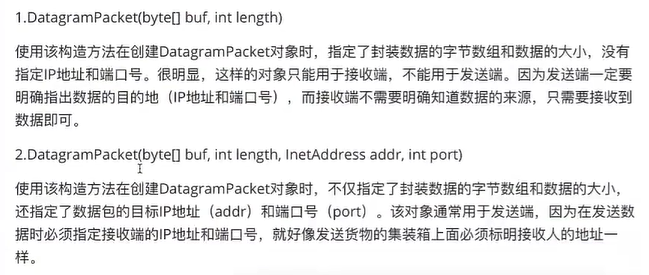 1.DatagramPacket(byte[] buf, int length)
使用该构造方法在创建DatagramPacket对象时，指定了封装数据的字节数组和数据的大小，没有
指定IP地址和端口号。很明显，这样的对象只能用于接收端，不能用于发送端。因为发送端一定要
明确指出数据的目的地（IP地址和端口号），而接收端不需要明确知道数据的来源，只需要接收到
数据即可。
2.DatagramPacket(byte[] buf, int length, InetAddress addr, int port)
使用该构造方法在创建DatagramPacket对象时，不仅指定了封装数据的字节数组和数据的大小，
还指定了数据包的目标IP地址（addr）和端口号（port）。该对象通常用于发送端，因为在发送数
据时必须指定接收端的IP地址和端口号，就好像发送货物的集装箱上面必须标明接收人的地址一
样。